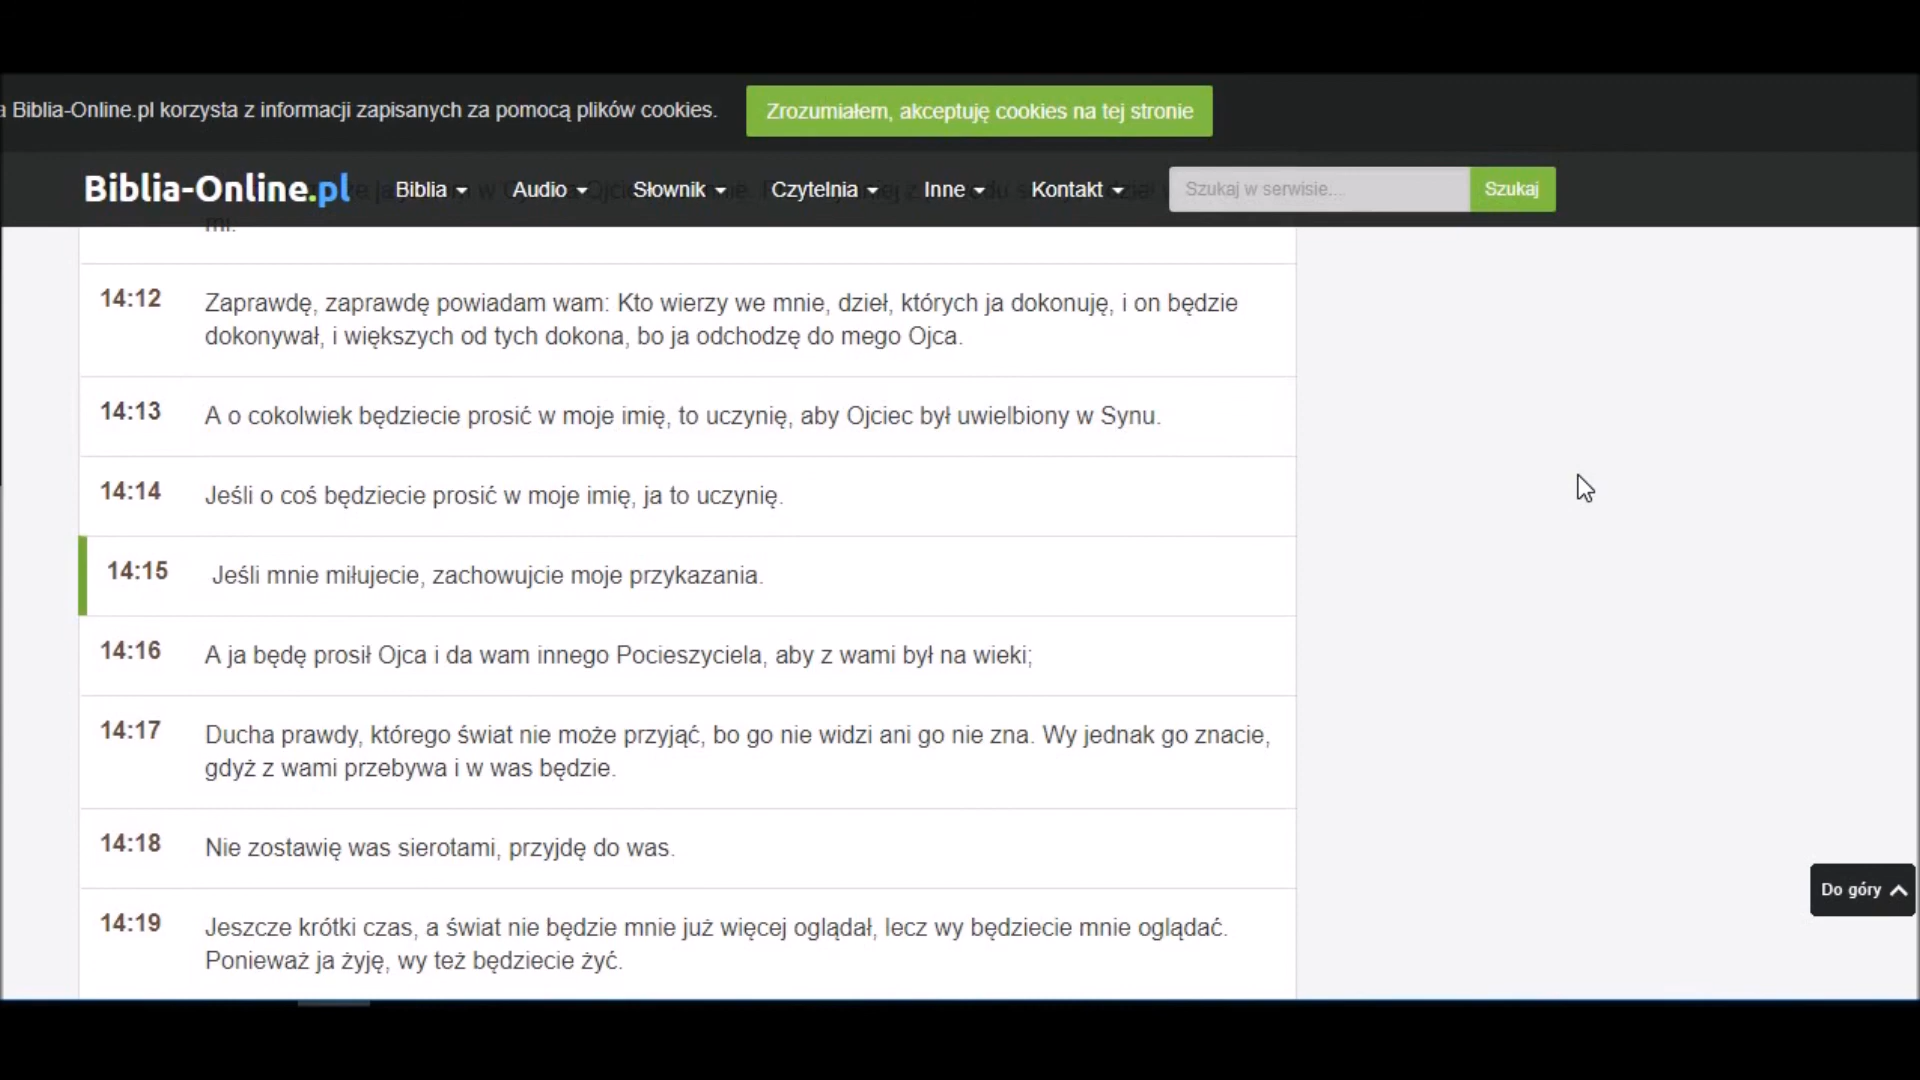 a Biblia-Online.pl korzysta z informacji zapisanych za pomocą plików cookies.
Zrozumiałem, akceptuję cookies na tej stronie
Biblia-Online.pl
Biblia
Audio
Słownik
Czytelnia
Inne
Kontakt
Szukaj w serwisie....
Szukaj
mi.
14:12
Zaprawdę, zaprawdę powiadam wam: Kto wierzy we mnie, dzieł, których ja dokonuję, i on będzie
dokonywał, i większych od tych dokona, bo ja odchodzę do mego Ojca.
14:13
A o cokolwiek będziecie prosić w moje imię, to uczynię, aby Ojciec był uwielbiony w Synu.
14:14
Jeśli o coś będziecie prosić w moje imię, ja to uczynię.
14:15
Jeśli mnie miłujecie, zachowujcie moje przykazania.
14:16
A ja będę prosił Ojca i da wam innego Pocieszyciela, aby z wami był na wieki;
14:17
Ducha prawdy, którego świat nie może przyjąć, bo go nie widzi ani go nie zna. Wy jednak go znacie,
gdyż z wami przebywa i w was będzie.
14:18
Nie zostawię was sierotami, przyjdę do was.
14:19
Jeszcze krótki czas, a świat nie będzie mnie już więcej oglądał, lecz wy będziecie mnie oglądać.
Ponieważ ja żyję, wy też będziecie żyć.
Do góry